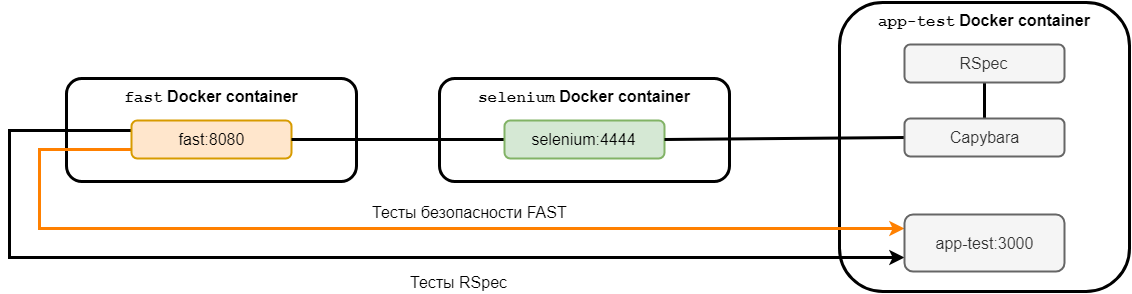 app-test Docker container
RSpec
fast Docker container
selenium Docker container
fast:8080
selenium:4444
Capybara
Тесты безопасности FAST
app-test:3000
Тесты RSpec